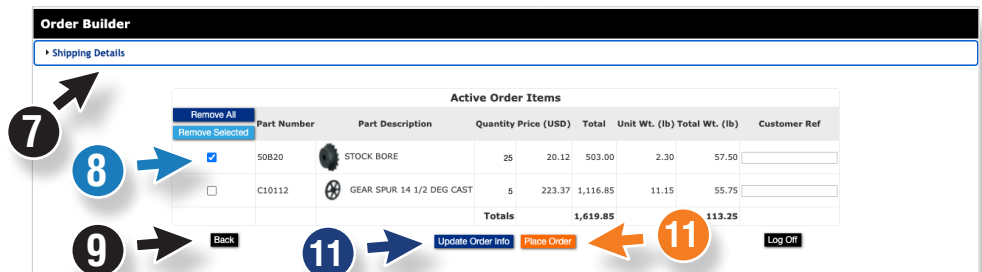 Order Builder
Shipping Details
7
Active Order Items
Remove All
Remove Selected
Part Number Part Description Quantity Price (USD) Total Unit Wt. (lb) Total Wt. (lb) Customer Ref
8
50B20 STOCK BORE 25 20.12 503.00 2.30 57.50
C10112 GEAR SPUR 14 1/2 DEG CAST 5 223.37 1,116.85 11.15 55.75
Totals 1,619.85 113.25
9 Back 11 Update Order Info Place Order 11 Log Off